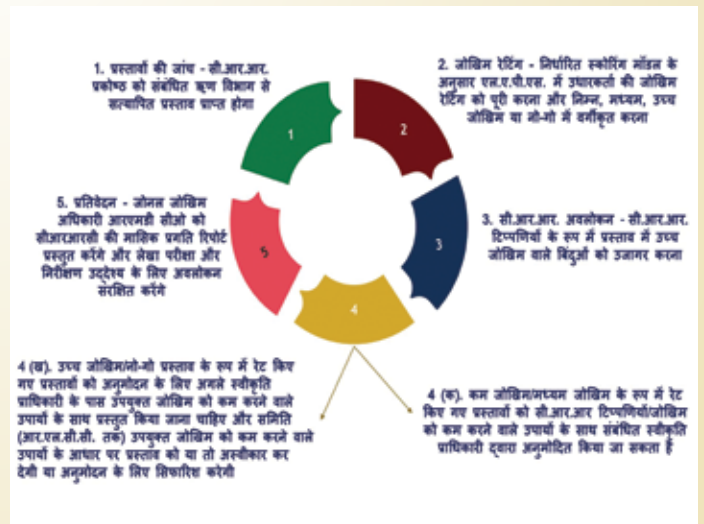 1. प्रस्तावों की जांच - सी.आर.आर.
प्रकोष्ठ को संबंधित ऋण विभाग से
सत्यापित प्रस्ताव प्राप्त होगा
1
2. जोखिम रेटिंग - निर्धारित स्कोरिंग मॉडल के
अनुसार एल.ए.पी.एस. में उधारकर्ता की जोखिम
रेटिंग को पूरी करना और निम्न, मध्यम, उच्च
जोखिम या नो-गो में वर्गीकृत करना
2
3. सी.आर.आर. अवलोकन - सी.आर.आर.
टिप्पणियों के रूप में प्रस्ताव में उच्च
जोखिम वाले बिंदुओं को उजागर करना
3
5. प्रतिवेदन - जोनल जोखिम
अधिकारी आरएमडी सीओ को
सीआरआरसी की मासिक प्रगति रिपोर्ट
प्रस्तुत करेंगे और लेखा परीक्षा और
निरीक्षण उद्देश्य के लिए अवलोकन
संरक्षित करेंगे
5
4
4 (ख). उच्च जोखिम/नो-गो प्रस्ताव के रूप में रेट किए
गए प्रस्तावों को अनुमोदन के लिए अगले स्वीकृति
प्राधिकारी के पास उपयुक्त जोखिम को कम करने वाले
उपायों के साथ प्रस्तुत किया जाना चाहिए और समिति
(आर.एल.सी.सी. तक) उपयुक्त जोखिम को कम करने वाले
उपायों के आधार पर प्रस्ताव को या तो अस्वीकार कर
देगी या अनुमोदन के लिए सिफारिश करेगी
4 (क). कम जोखिम/मध्यम जोखिम के रूप में रेट
किए गए प्रस्तावों को सी.आर.आर टिप्पणियों/जोखिम
को कम करने वाले उपायों के साथ संबंधित स्वीकृति
प्राधिकारी द्वारा अनुमोदित किया जा सकता है